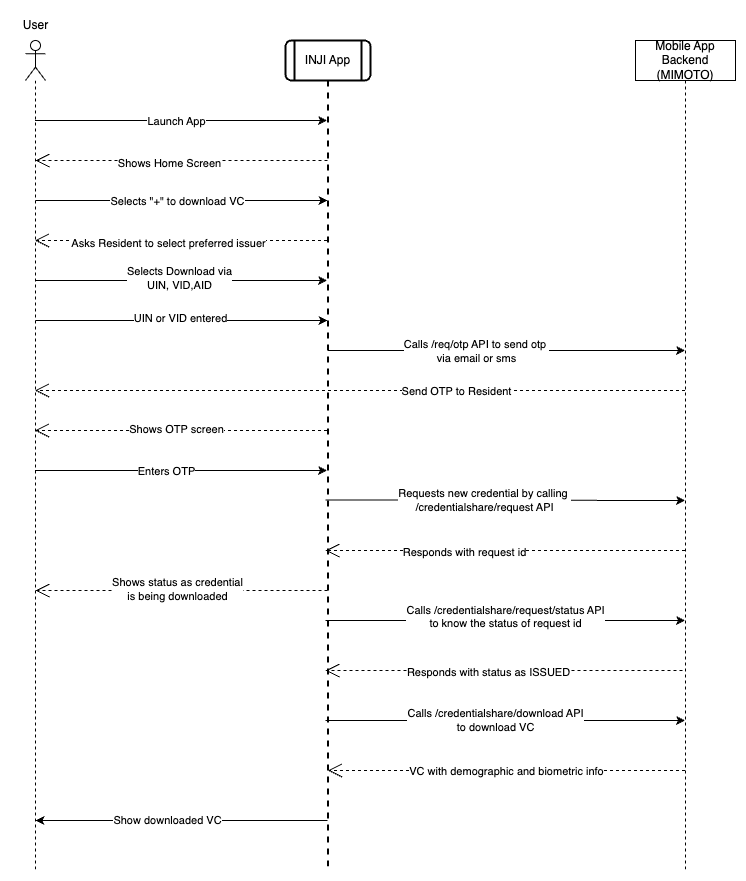 User
INJI App
Mobile App
Backend
(MIMOTO)
Launch App
Shows Home Screen
Selects "+" to download VC
Asks Resident to select preferred issuer
Selects Download via
UIN, VID,AID
UIN or VID entered
Calls /req/otp API to send otp
via email or sms
Send OTP to Resident
Shows OTP screen
Enters OTP
Requests new credential by calling
/credentialshare/request API
Responds with request id
Shows status as credential
is being downloaded
Calls /credentialshare/request/status API
to know the status of request id
Responds with status as ISSUED
Calls /credentialshare/download API
to download VC
VC with demographic and biometric info
Show downloaded VC